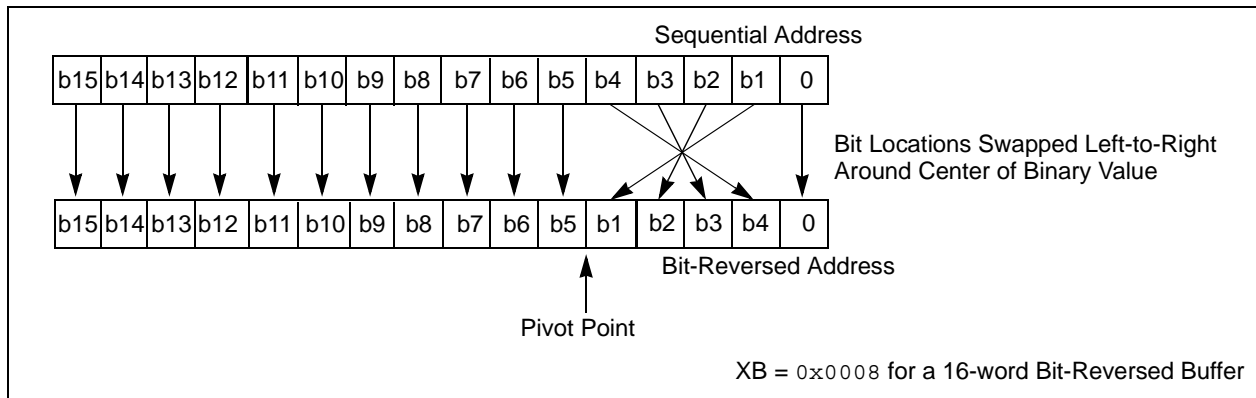 Sequential Address
b15 b14 b13 b12 b11 b10 b9 b8 b7 b6 b5 b4 b3 b2 b1 0
Bit Locations Swapped Left-to-Right
Around Center of Binary Value
b15 b14 b13 b12 b11 b10 b9 b8 b7 b6 b5 b1 b2 b3 b4 0
Bit-Reversed Address
Pivot Point
XB = 0x0008 for a 16-word Bit-Reversed Buffer